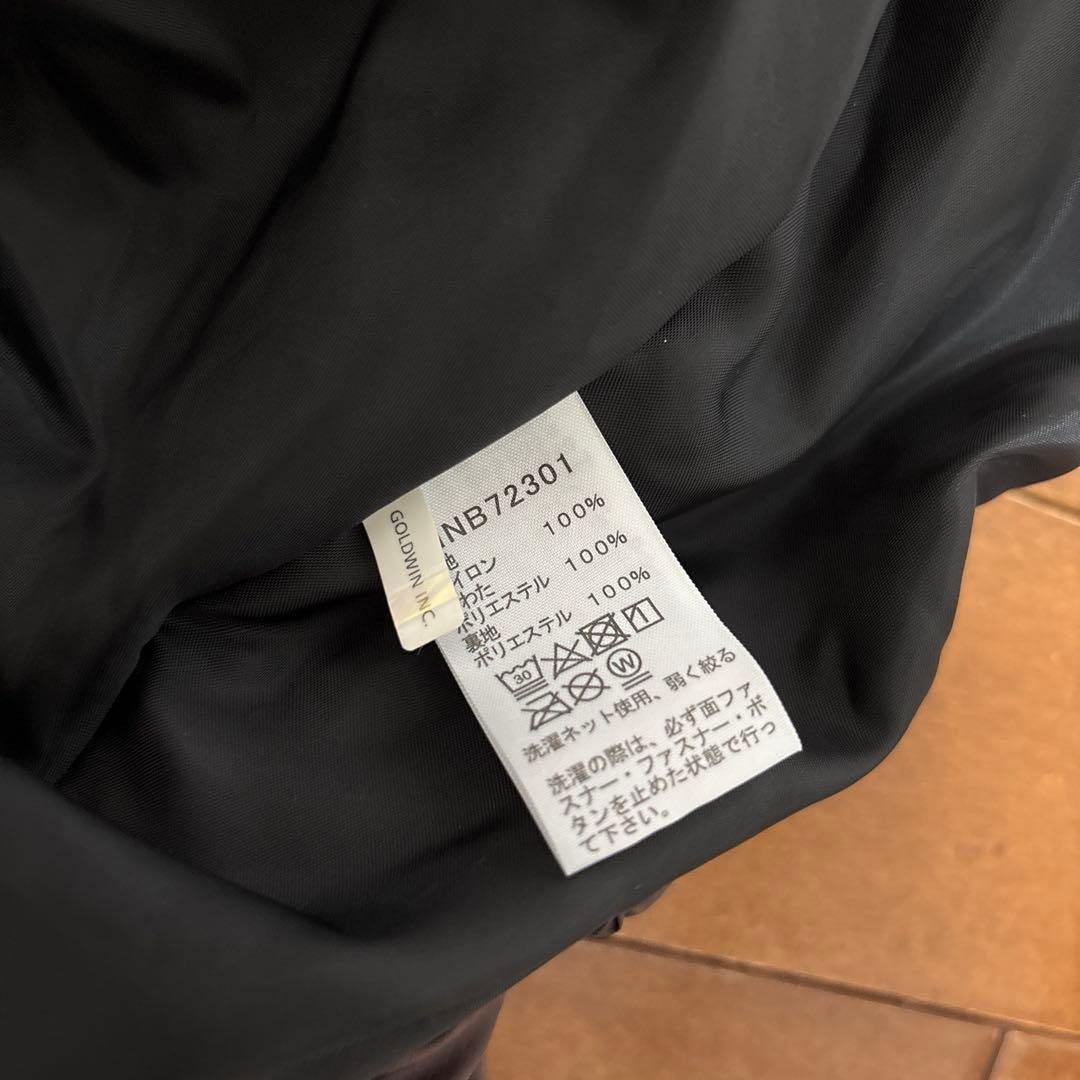 GOLDWIN INC.
NB72301
地
イロン 100%
わた
ポリエステル 100%
裏地
ポリエステル 100%
30
W
洗濯ネット使用、弱く絞る
洗濯の際は、必ず面ファ
スナー・ファスナー・ボ
タンを止めた状態で行っ
て下さい。